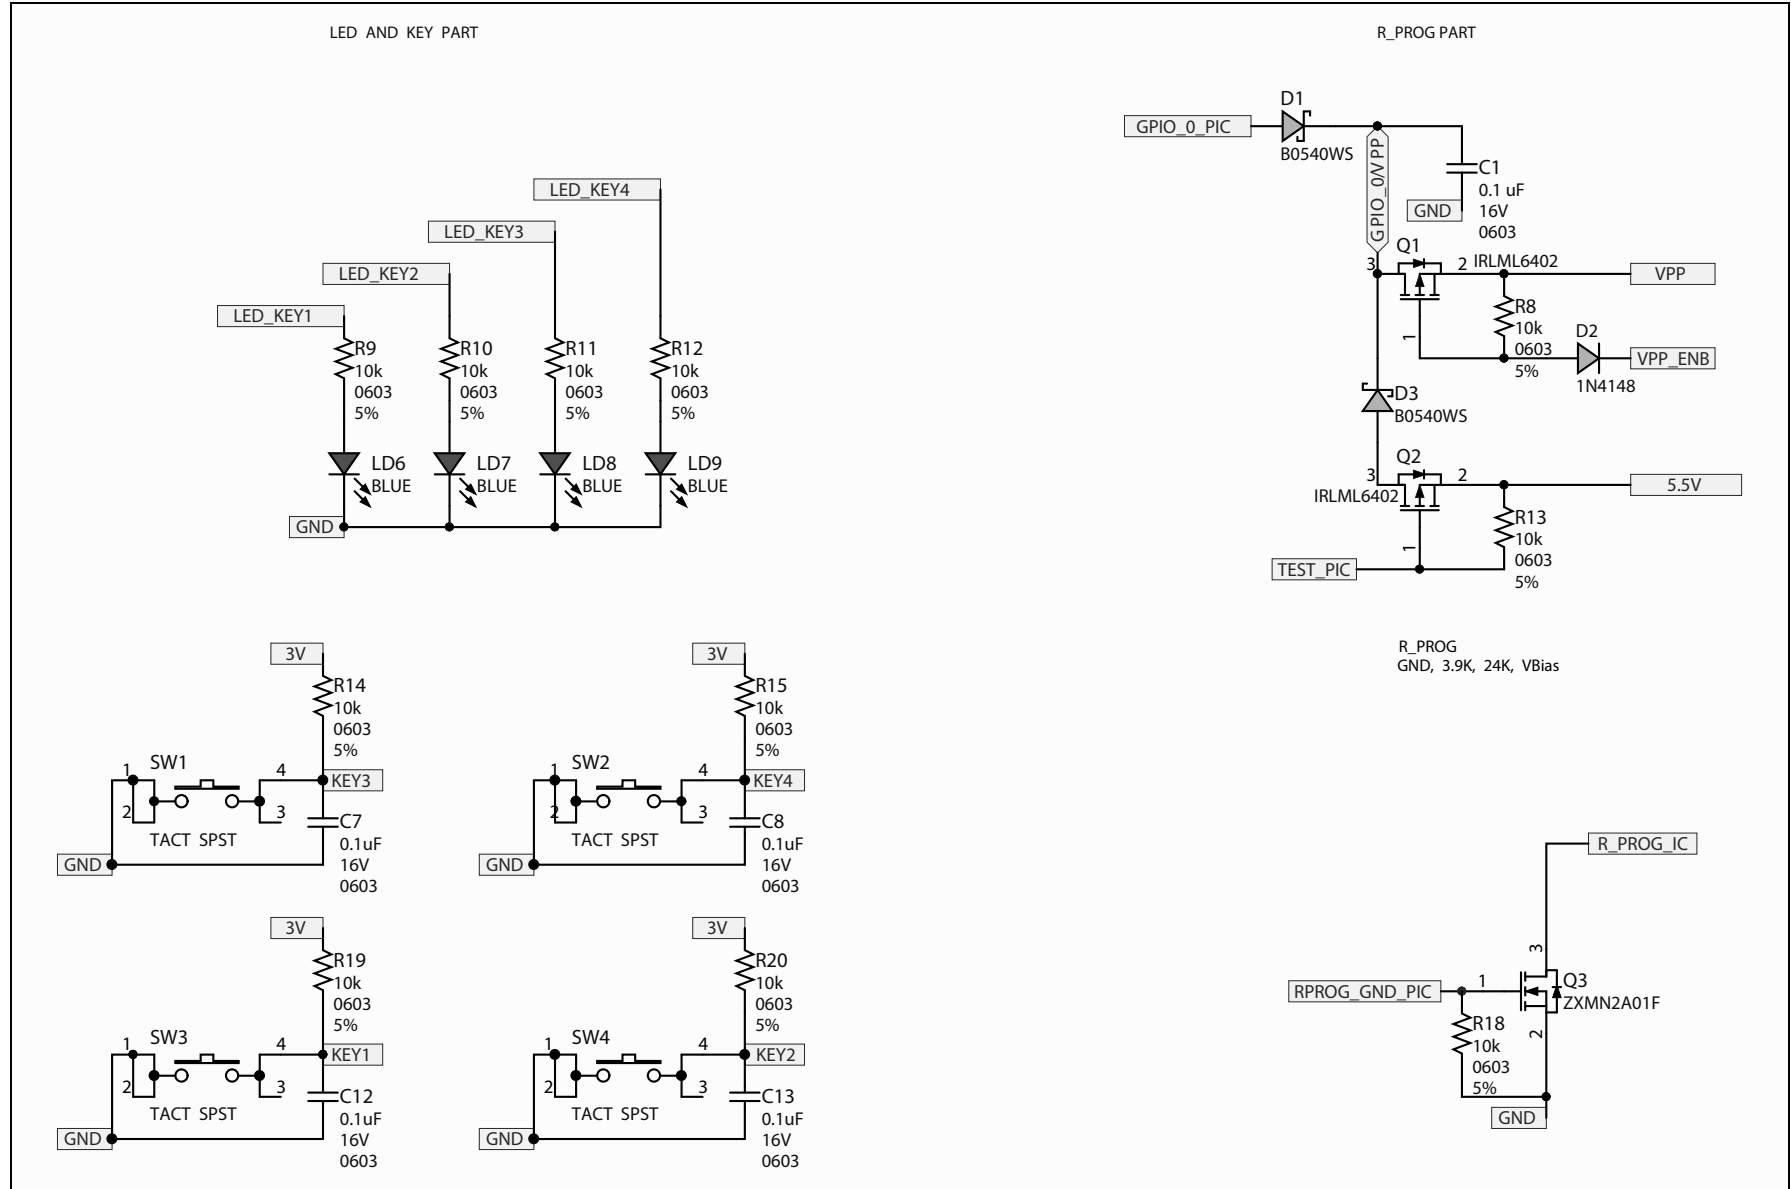 LED AND KEY PART
R_PROG PART
LED_KEY4
LED_KEY3
LED_KEY2
LED_KEY1
R9
10k
0603
5%
R10
10k
0603
5%
R11
10k
0603
5%
R12
10k
0603
5%
LD6
BLUE
LD7
BLUE
LD8
BLUE
LD9
BLUE
GND
D1
GPIO_0_PIC
B0540WS
GPIO_0/VPP
C1
0.1 uF
16V
0603
GND
Q1
3
2
IRLML6402
VPP
1
R8
10k
0603
5%
D2
VPP_ENB
1N4148
D3
B0540WS
Q2
3
2
IRLML6402
5.5V
1
R13
10k
0603
5%
TEST_PIC
R_PROG
GND, 3.9K, 24K, VBias
3V
R14
10k
0603
5%
SW1
1
4
KEY3
2
3
TACT SPST
C7
0.1uF
16V
0603
GND
3V
R15
10k
0603
5%
SW2
1
4
KEY4
2
3
TACT SPST
C8
0.1uF
16V
0603
GND
3V
R19
10k
0603
5%
SW3
1
4
KEY1
2
3
TACT SPST
C12
0.1uF
16V
0603
GND
3V
R20
10k
0603
5%
SW4
1
4
KEY2
2
3
TACT SPST
C13
0.1uF
16V
0603
GND
R_PROG_IC
3
RPROG_GND_PIC
1
Q3
ZXMN2A01F
2
R18
10k
0603
5%
GND